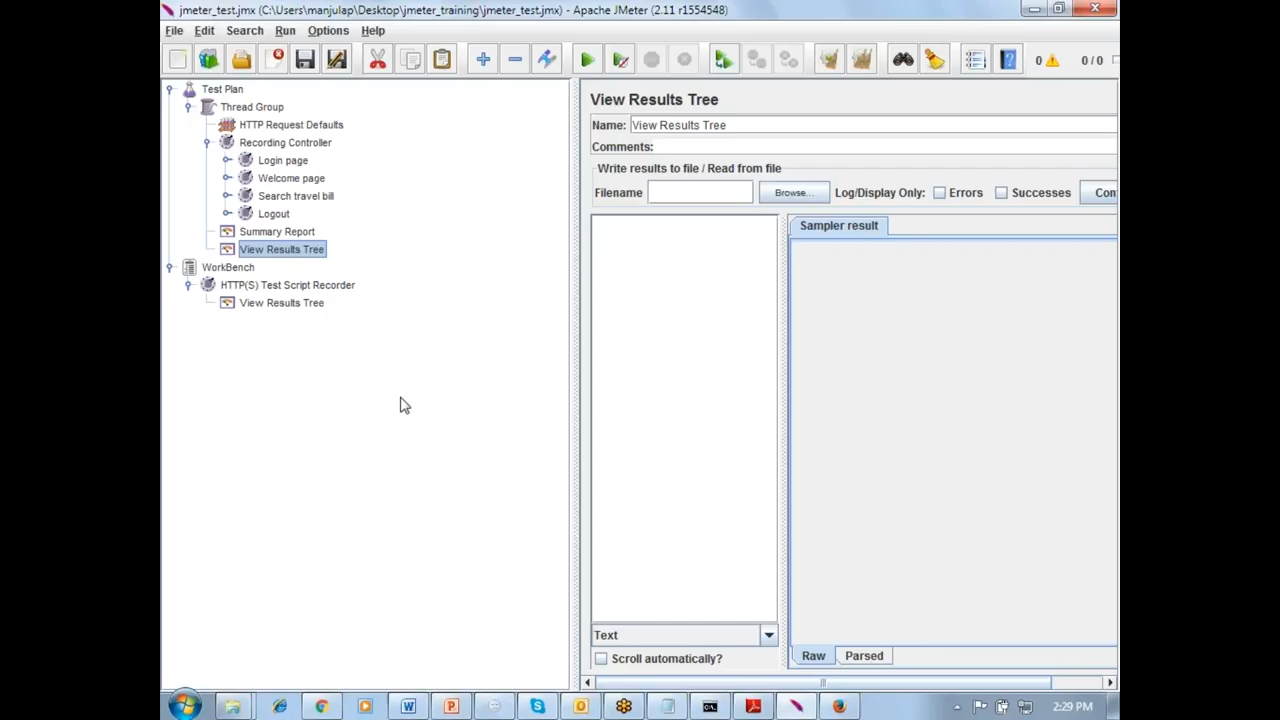 jmeter_test.jmx (C:\Users\manjulap\Desktop\jmeter_training\jmeter_test.jmx) - Apache JMeter (2.11 r1554548)
File Edit Search Run Options Help
0 0 / 0
Test Plan
Thread Group
HTTP Request Defaults
Recording Controller
Login page
Welcome page
Search travel bill
Logout
Summary Report
View Results Tree
WorkBench
HTTP(S) Test Script Recorder
View Results Tree
View Results Tree
Name: View Results Tree
Comments:
Write results to file / Read from file
Filename Browse... Log/Display Only: Errors Successes Con
Sampler result
Text
Scroll automatically?
Raw Parsed
2:29 PM